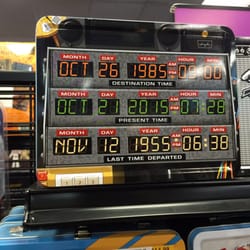 MONTH DAY YEAR HOUR MIN
OCT 26 1985 AM PM 09 00
DESTINATION TIME
MONTH DAY YEAR HOUR MIN
OCT 21 2015 AM PM 07 28
PRESENT TIME
MONTH DAY YEAR HOUR MIN
NOV 12 1955 AM PM 06 38
LAST TIME DEPARTED